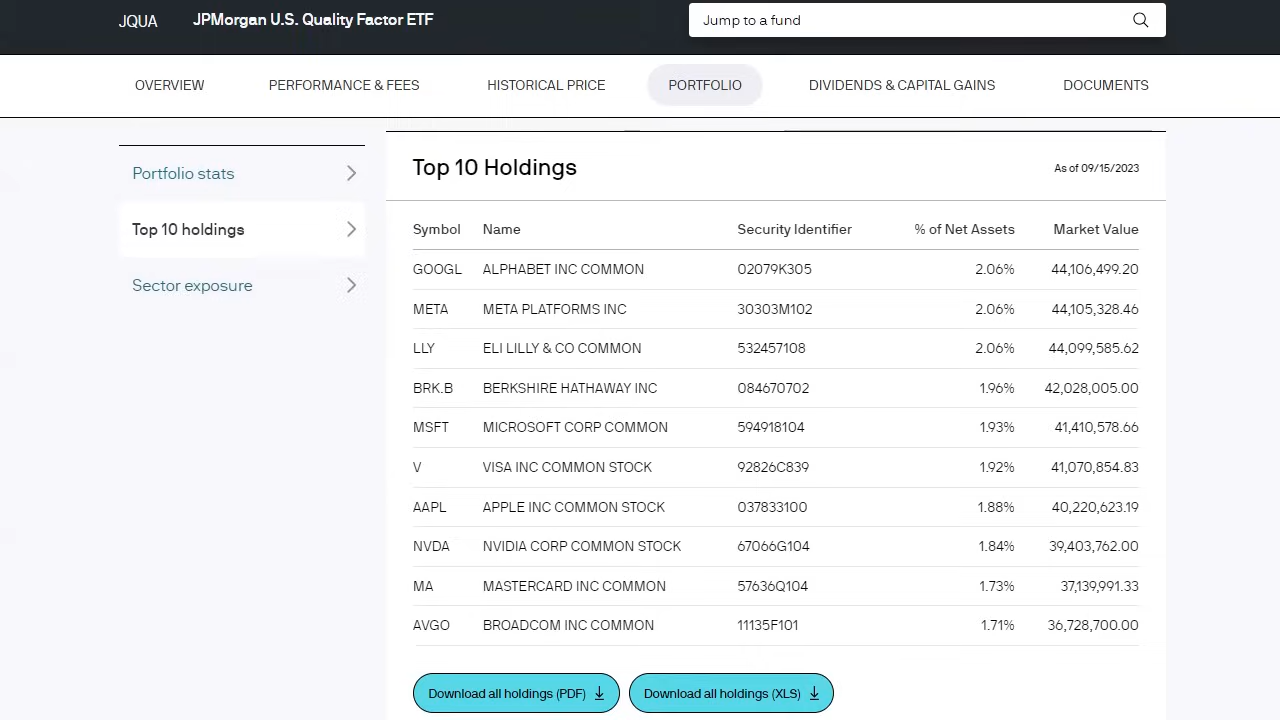 JQUA JPMorgan U.S. Quality Factor ETF Jump to a fund
OVERVIEW PERFORMANCE & FEES HISTORICAL PRICE PORTFOLIO DIVIDENDS & CAPITAL GAINS DOCUMENTS
Portfolio stats
Top 10 holdings
Sector exposure
Top 10 Holdings As of 09/15/2023
Symbol Name Security Identifier % of Net Assets Market Value
GOOGL ALPHABET INC COMMON 02079K305 2.06% 44,106,499.20
META META PLATFORMS INC 30303M102 2.06% 44,105,328.46
LLY ELI LILLY & CO COMMON 532457108 2.06% 44,099,585.62
BRK.B BERKSHIRE HATHAWAY INC 084670702 1.96% 42,028,005.00
MSFT MICROSOFT CORP COMMON 594918104 1.93% 41,410,578.66
V VISA INC COMMON STOCK 92826C839 1.92% 41,070,854.83
AAPL APPLE INC COMMON STOCK 037833100 1.88% 40,220,623.19
NVDA NVIDIA CORP COMMON STOCK 67066G104 1.84% 39,403,762.00
MA MASTERCARD INC COMMON 57636Q104 1.73% 37,139,991.33
AVGO BROADCOM INC COMMON 11135F101 1.71% 36,728,700.00
Download all holdings (PDF) Download all holdings (XLS)